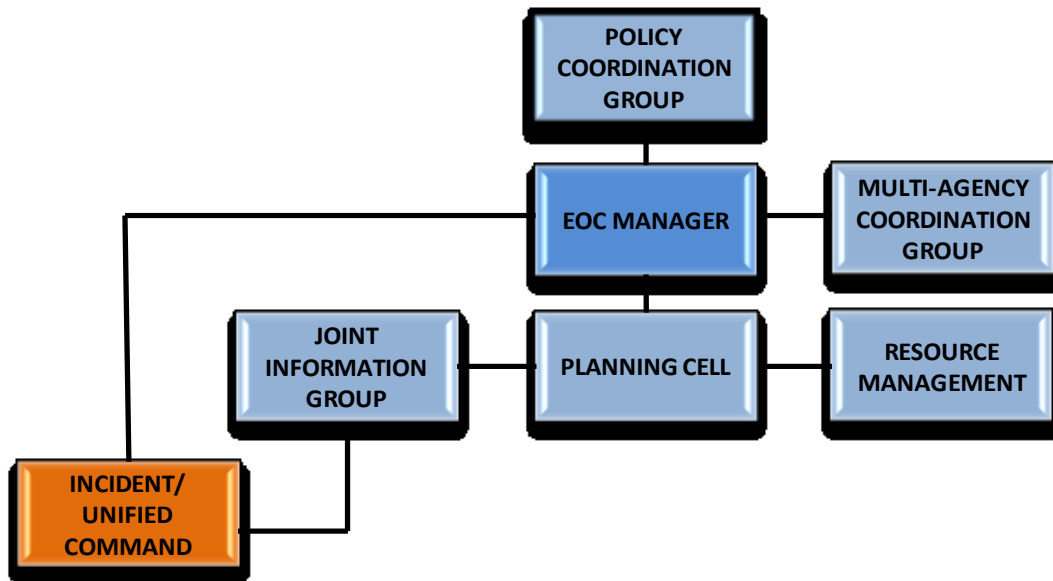 POLICY
COORDINATION
GROUP
EOC MANAGER
MULTI-AGENCY
COORDINATION
GROUP
JOINT
INFORMATION
GROUP
PLANNING CELL
RESOURCE
MANAGEMENT
INCIDENT/
UNIFIED
COMMAND